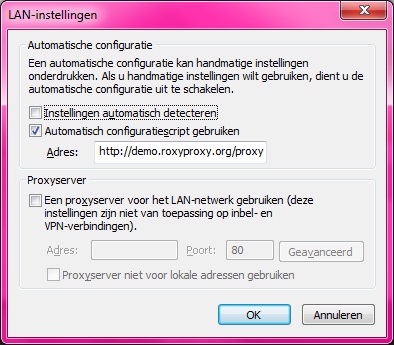 LAN-instellingen
Automatische configuratie
Een automatische configuratie kan handmatige instellingen
onderdrukken. Als u handmatige instellingen wilt gebruiken, dient u de
automatische configuratie uit te schakelen.
Instellingen automatisch detecteren
Automatisch configuratiescript gebruiken
Adres: http://demo.roxyproxy.org/proxy
Proxyserver
Een proxyserver voor het LAN-netwerk gebruiken (deze
instellingen zijn niet van toepassing op inbel- en
VPN-verbindingen).
Adres: Poort: 80 Geavanceerd
Proxyserver niet voor lokale adressen gebruiken
OK Annuleren